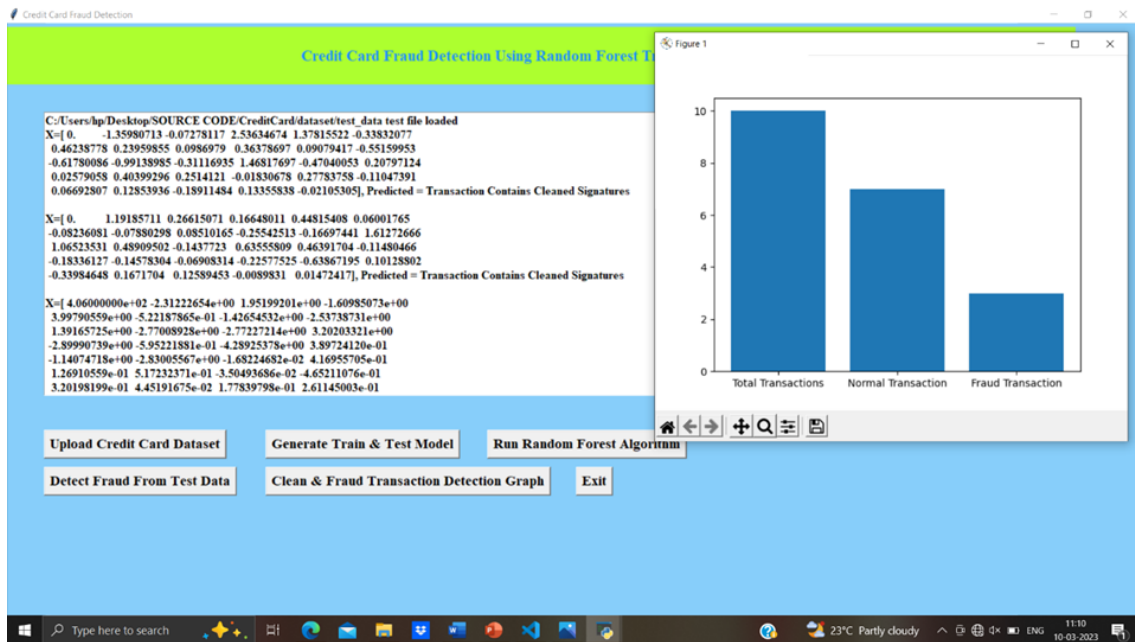 Credit Card Fraud Detection
Credit Card Fraud Detection Using Random Forest
C:/Users/hp/Desktop/SOURCE CODE/CreditCard/dataset/test_data test file loaded
X=[ 0. -1.35980713 -0.07278117 2.53634674 1.37815522 -0.33832077
0.46238778 0.23959855 0.0986979 0.36378697 0.09079417 -0.55159953
-0.61780086 -0.99138985 -0.31116935 1.46817697 -0.47040053 0.20797124
0.02579058 0.40399296 0.2514121 -0.01830678 0.27783758 -0.11047391
0.06692807 0.12853936 -0.18911484 0.13355838 -0.02105305], Predicted = Transaction Contains Cleaned Signatures
X=[ 0. 1.19185711 0.26615071 0.16648011 0.44815408 0.06001765
-0.08236081 -0.07880298 0.08510165 -0.25542513 -0.16697441 1.61272666
1.06523531 0.48909502 -0.1437723 0.63555809 0.46391704 -0.11480466
-0.18336127 -0.14578304 -0.06908314 -0.22577525 -0.63867195 0.10128802
-0.33984648 0.1671704 0.12589453 -0.0089831 0.01472417], Predicted = Transaction Contains Cleaned Signatures
X=[ 4.06000000e+02 -2.31222654e+00 1.95199201e+00 -1.60985073e+00
3.99790559e+00 -5.22187865e-01 -1.42654532e+00 -2.53738731e+00
1.39165725e+00 -2.77008928e+00 -2.77227214e+00 3.20203321e+00
-2.89990739e+00 -5.95221881e-01 -4.28925378e+00 3.89724120e-01
-1.14074718e+00 -2.83005567e+00 -1.68224682e-02 4.16955705e-01
1.26910559e-01 5.17232371e-01 -3.50493686e-02 -4.65211076e-01
3.20198199e-01 4.45191675e-02 1.77839798e-01 2.61145003e-01
Figure 1
10
8
6
4
2
0
Total Transactions Normal Transaction Fraud Transaction
Upload Credit Card Dataset Generate Train & Test Model Run Random Forest Algorithm
Detect Fraud From Test Data Clean & Fraud Transaction Detection Graph Exit
Type here to search 23°C Partly cloudy ENG 11:10
10-03-2023